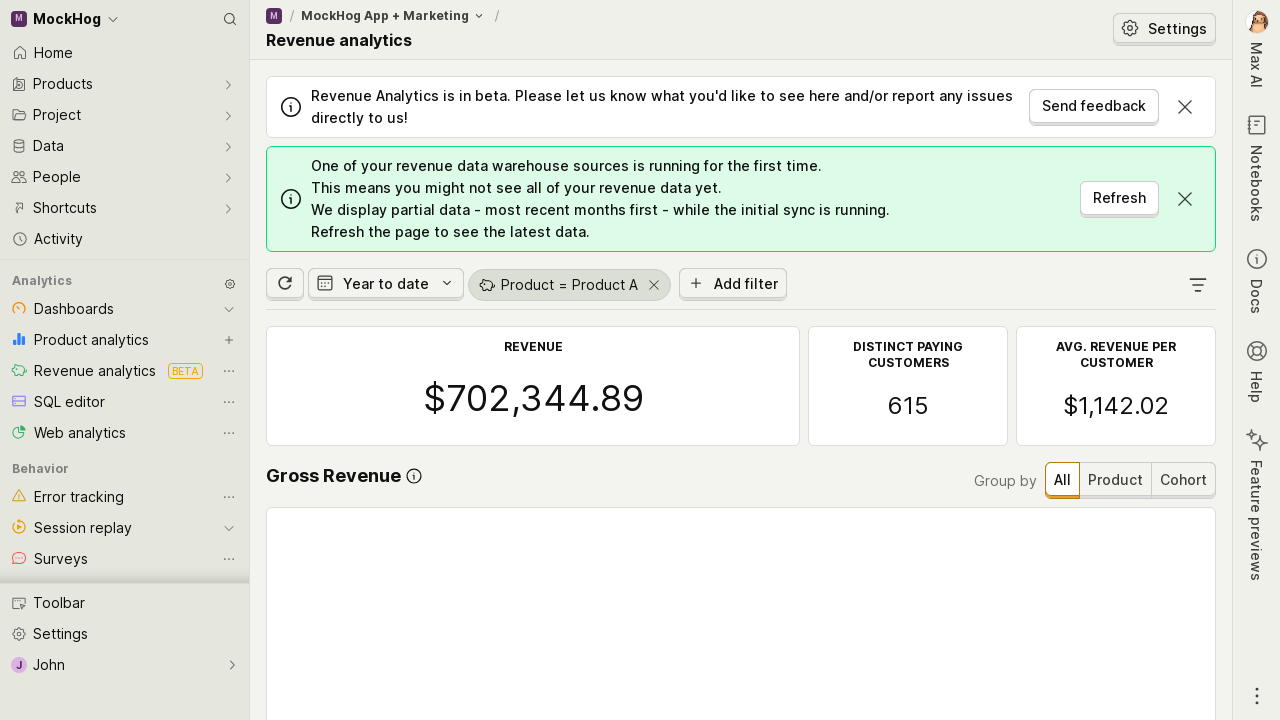 M MockHog
Home
Products
Project
Data
People
Shortcuts
Activity
Analytics
Dashboards
Product analytics
Revenue analytics BETA
SQL editor
Web analytics
Behavior
Error tracking
Session replay
Surveys
Toolbar
Settings
J John
M / MockHog App + Marketing /
Revenue analytics
Settings
Revenue Analytics is in beta. Please let us know what you'd like to see here and/or report any issues
directly to us!
Send feedback
One of your revenue data warehouse sources is running for the first time.
This means you might not see all of your revenue data yet.
We display partial data - most recent months first - while the initial sync is running.
Refresh the page to see the latest data.
Refresh
Year to date
Product = Product A
Add filter
REVENUE
$702,344.89
DISTINCT PAYING
CUSTOMERS
615
AVG. REVENUE PER
CUSTOMER
$1,142.02
Gross Revenue
Group by All Product Cohort
Max AI
Notebooks
Docs
Help
Feature previews